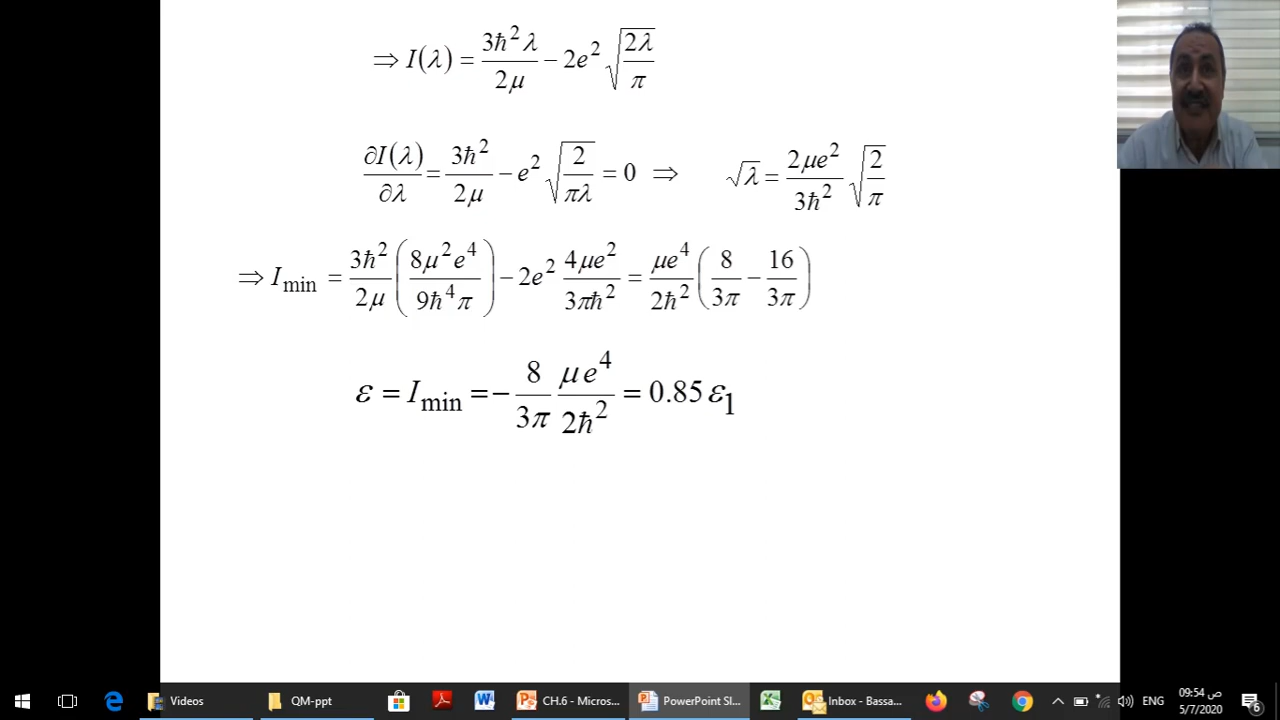 ⇒ I(λ) = 3ħ²λ/2μ − 2e² √(2λ/π)
∂I(λ)/∂λ = 3ħ²/2μ − e² √(2/πλ) = 0 ⇒ √λ = 2μe²/3ħ² √(2/π)
⇒ I_min = 3ħ²/2μ (8μ²e⁴/9ħ⁴π) − 2e² 4μe²/3πħ² = μe⁴/2ħ² (8/3π − 16/3π)
ε = I_min = − 8/3π μe⁴/2ħ² = 0.85 ε₁
Videos QM-ppt CH.6 - Microс... PowerPoint Sl... Inbox - Bassa... ENG ص 09:54
5/7/2020 6